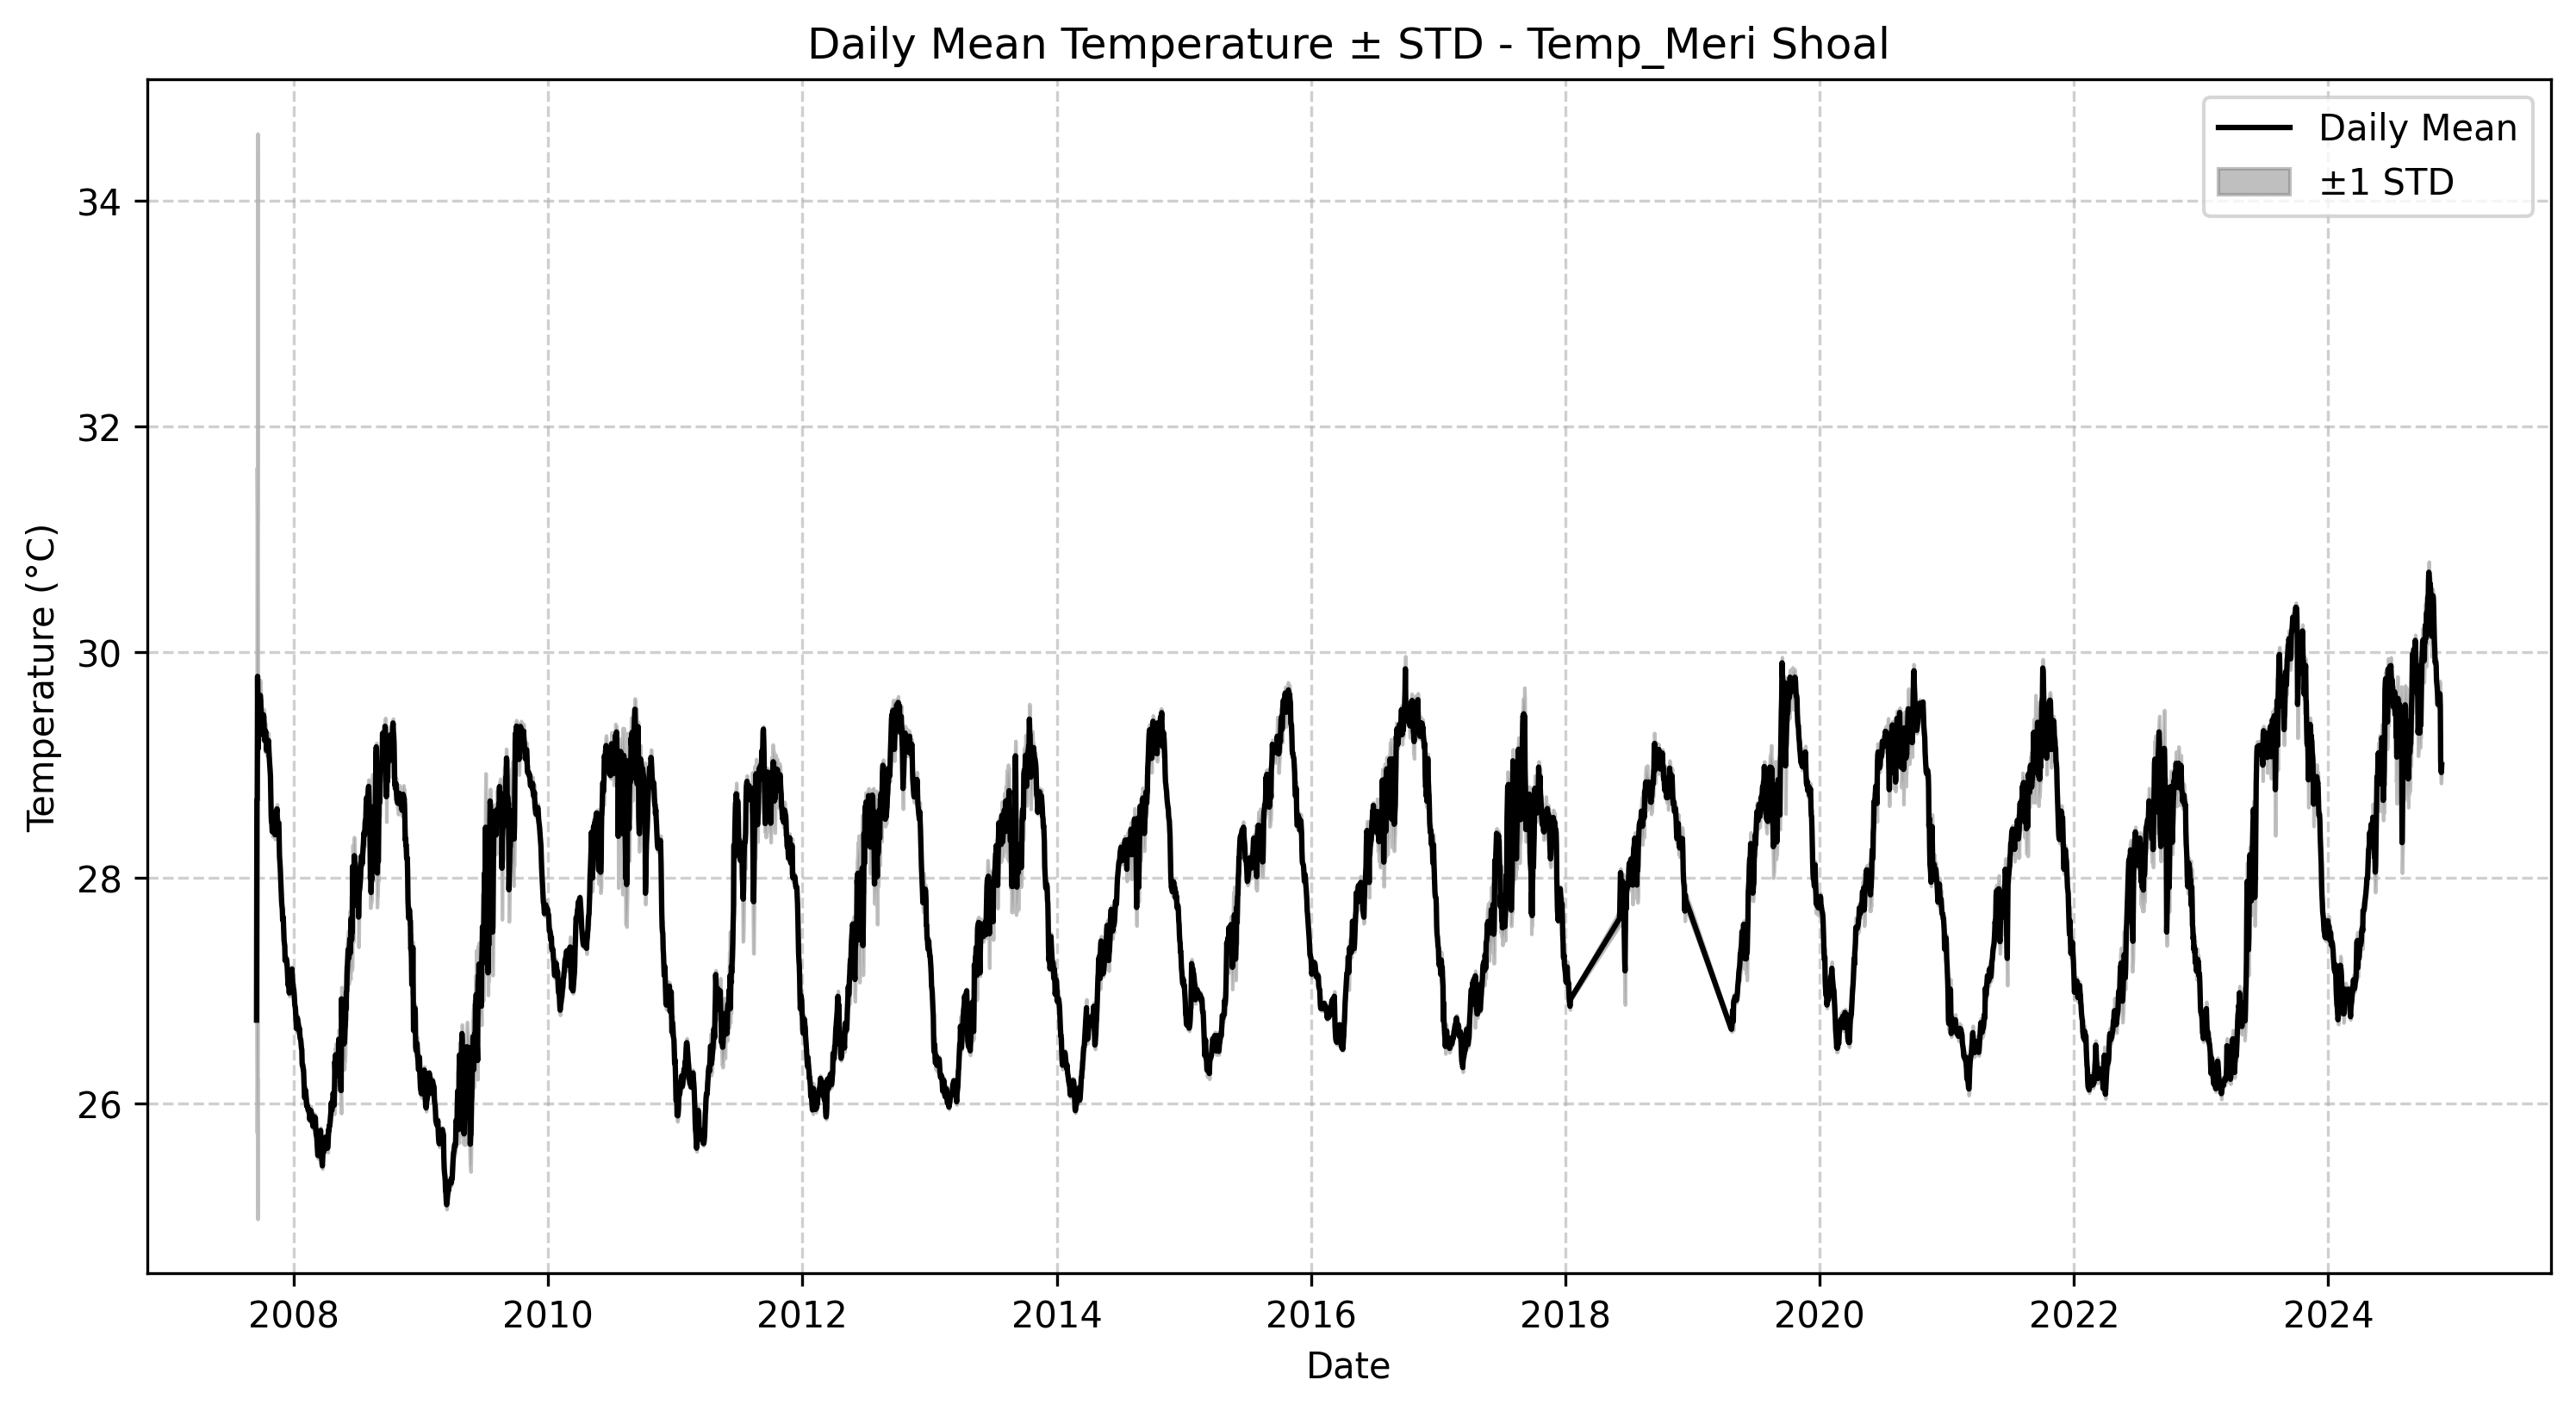 Daily Mean Temperature ± STD - Temp_Meri Shoal
Daily Mean
±1 STD
Temperature (°C)
34
32
30
28
26
2008 2010 2012 2014 2016 2018 2020 2022 2024
Date